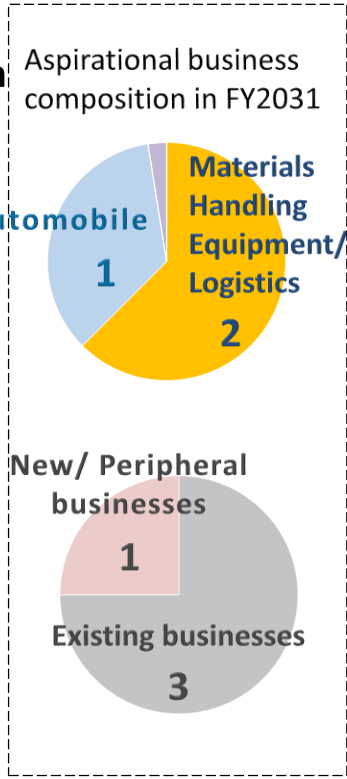 Aspirational business
composition in FY2031
Materials
Handling
Equipment/
Logistics
2
utomobile
1
New/ Peripheral
businesses
1
Existing businesses
3